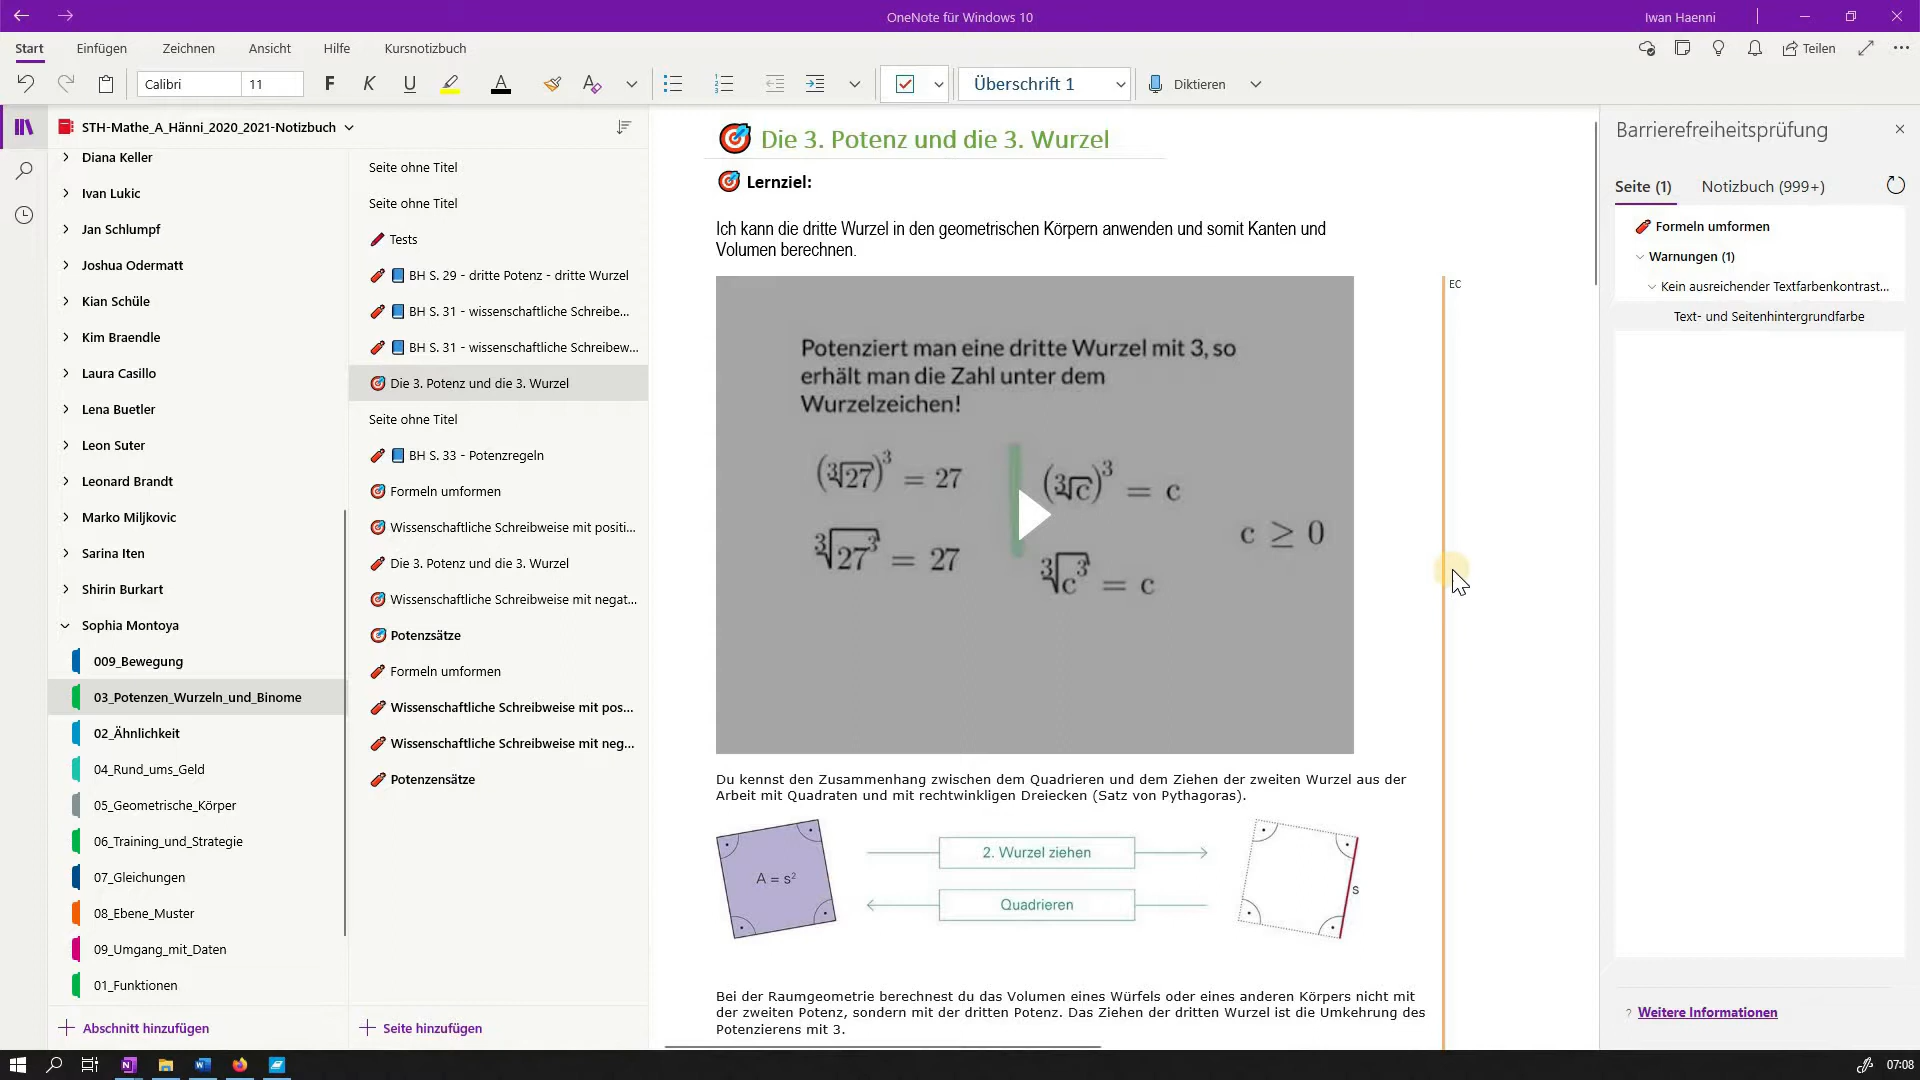 OneNote für Windows 10
Iwan Haenni
Start
Einfügen
Zeichnen
Ansicht
Hilfe
Kursnotizbuch
Teilen
Calibri
11
F
K
U
A
Überschrift 1
Diktieren
STH-Mathe_A_Hänni_2020_2021-Notizbuch
Diana Keller
Ivan Lukic
Jan Schlumpf
Joshua Odermatt
Kian Schüle
Kim Braendle
Laura Casillo
Lena Buetler
Leon Suter
Leonard Brandt
Marko Miljkovic
Sarina Iten
Shirin Burkart
Sophia Montoya
009_Bewegung
03_Potenzen_Wurzeln_und_Binome
02_Ähnlichkeit
04_Rund_ums_Geld
05_Geometrische_Körper
06_Training_und_Strategie
07_Gleichungen
08_Ebene_Muster
09_Umgang_mit_Daten
01_Funktionen
Abschnitt hinzufügen
Seite ohne Titel
Seite ohne Titel
Tests
BH S. 29 - dritte Potenz - dritte Wurzel
BH S. 31 - wissenschaftliche Schreibe...
BH S. 31 - wissenschaftliche Schreibew...
Die 3. Potenz und die 3. Wurzel
Seite ohne Titel
BH S. 33 - Potenzregeln
Formeln umformen
Wissenschaftliche Schreibweise mit positi...
Die 3. Potenz und die 3. Wurzel
Wissenschaftliche Schreibweise mit negat...
Potenzsätze
Formeln umformen
Wissenschaftliche Schreibweise mit pos...
Wissenschaftliche Schreibweise mit neg...
Potenzensätze
Seite hinzufügen
Die 3. Potenz und die 3. Wurzel
Lernziel:
Ich kann die dritte Wurzel in den geometrischen Körpern anwenden und somit Kanten und
Volumen berechnen.
EC
Potenziert man eine dritte Wurzel mit 3, so
erhält man die Zahl unter dem
Wurzelzeichen!
(∛27)³ = 27
(∛c)³ = c
c ≥ 0
∛27³ = 27
∛c³ = c
Du kennst den Zusammenhang zwischen dem Quadrieren und dem Ziehen der zweiten Wurzel aus der
Arbeit mit Quadraten und mit rechtwinkligen Dreiecken (Satz von Pythagoras).
A = s²
2. Wurzel ziehen
Quadrieren
s
Bei der Raumgeometrie berechnest du das Volumen eines Würfels oder eines anderen Körpers nicht mit
der zweiten Potenz, sondern mit der dritten Potenz. Das Ziehen der dritten Wurzel ist die Umkehrung des
Potenzierens mit 3.
Barrierefreiheitsprüfung
Seite (1)
Notizbuch (999+)
Formeln umformen
Warnungen (1)
Kein ausreichender Textfarbenkontrast...
Text- und Seitenhintergrundfarbe
? Weitere Informationen
07:08